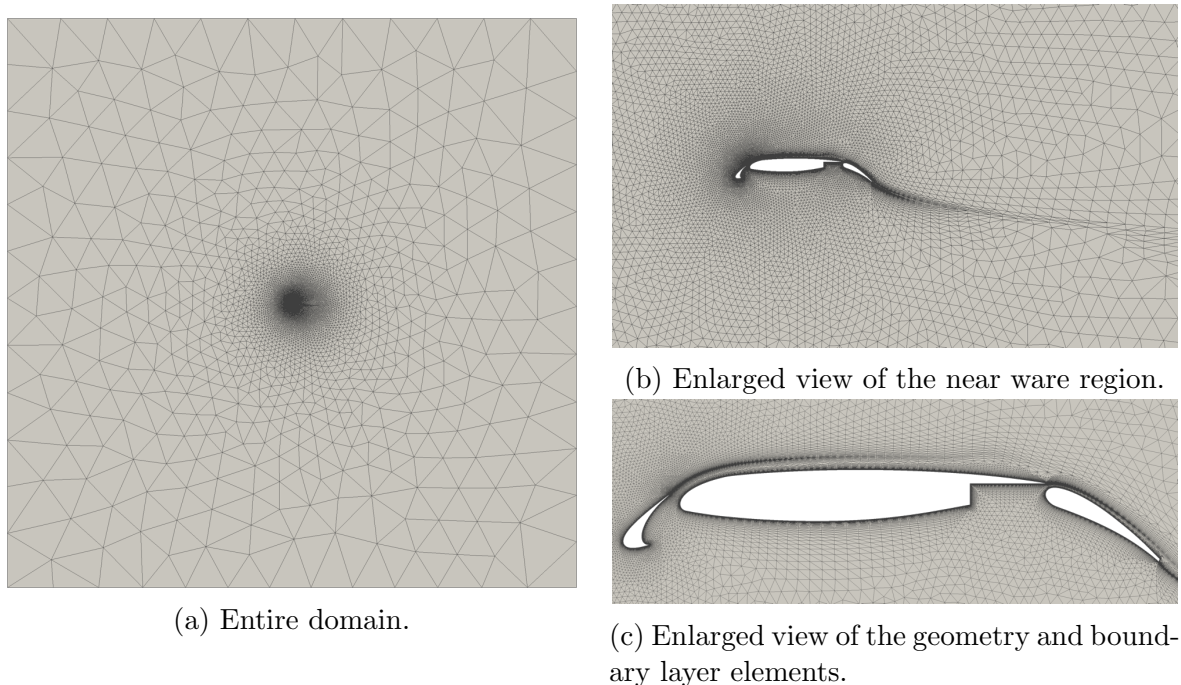 (a) Entire domain.
(b) Enlarged view of the near ware region.
(c) Enlarged view of the geometry and bound-
ary layer elements.